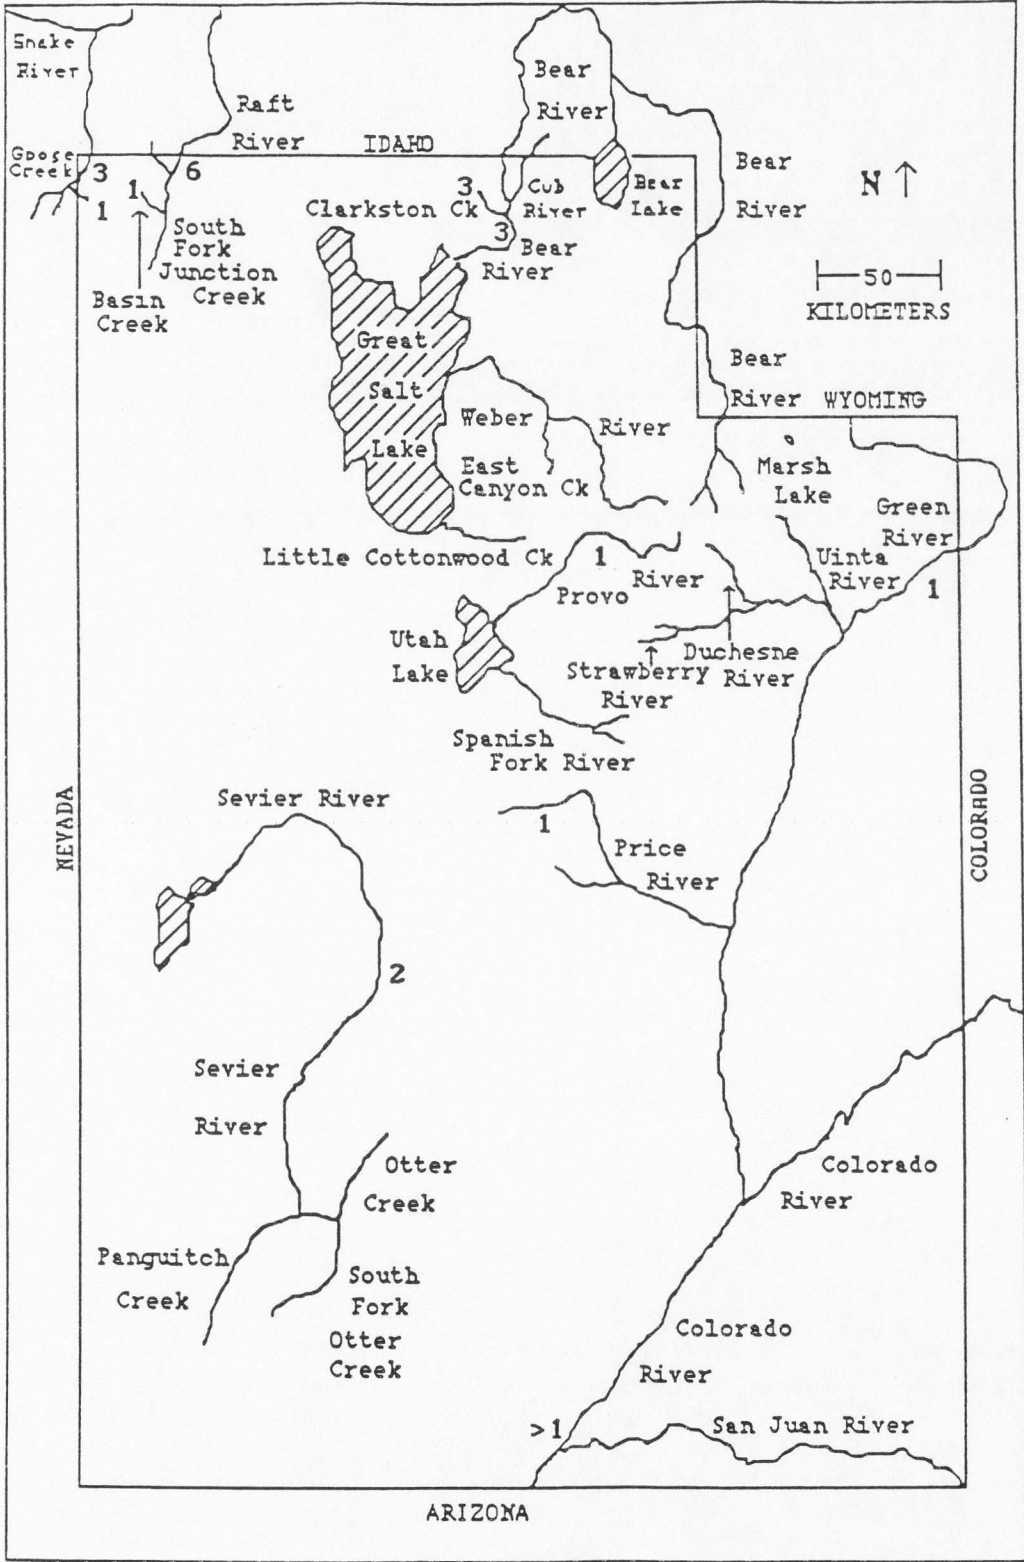 Snake
River
Raft
River
IDAHO
Bear
River
Bear
River
N
Goose
Creek
3
1
1
6
3
Clarkston Ck
Cub
River
Bear
Lake
3
Bear
River
South
Fork
Junction
Creek
Basin
Creek
50
KILOMETERS
Great
Salt
Lake
Bear
River
WYOMING
Weber
River
East
Canyon Ck
Marsh
Lake
Green
River
Little Cottonwood Ck
1
River
Provo
Uinta
River
1
Utah
Lake
Duchesne
River
Strawberry
River
Spanish
Fork River
NEVADA
COLORADO
Sevier River
1
Price
River
2
Sevier
River
Otter
Creek
Colorado
River
Panguitch
Creek
South
Fork
Otter
Creek
Colorado
River
>1
San Juan River
ARIZONA